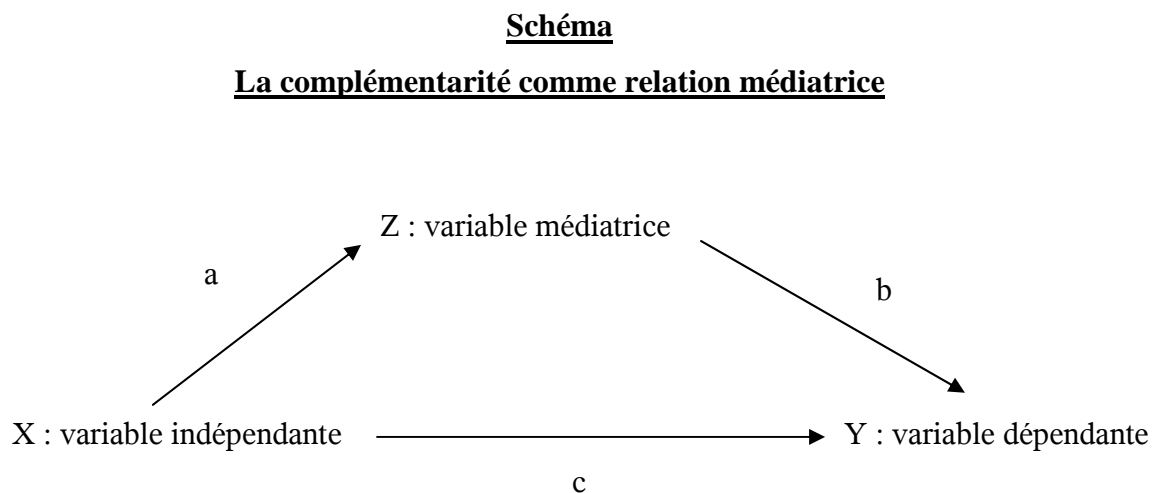 Schéma
La complémentarité comme relation médiatrice
Z : variable médiatrice
a
b
X : variable indépendante
Y : variable dépendante
c